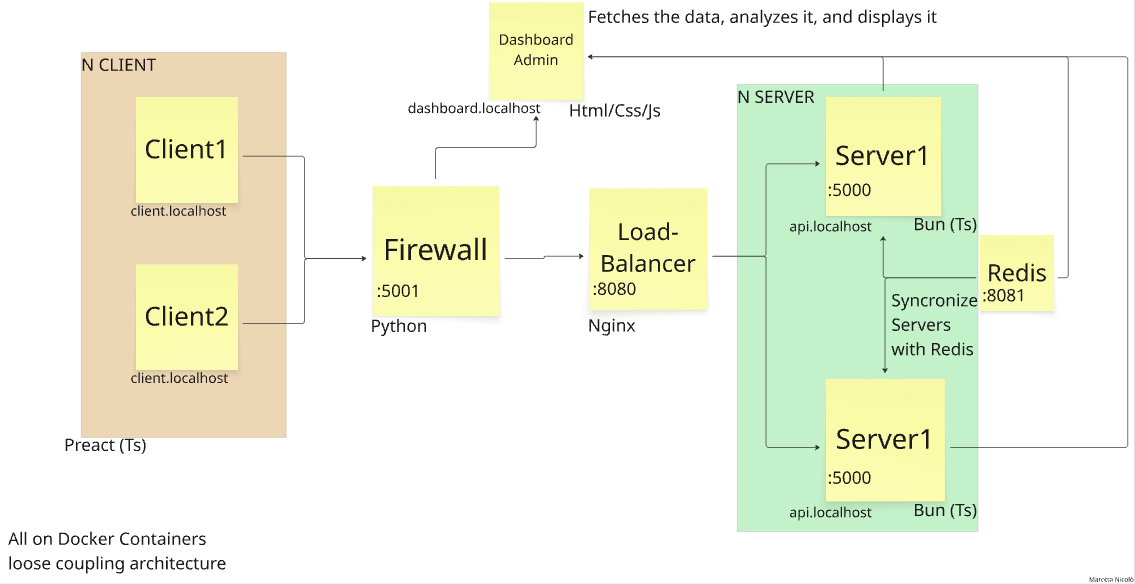 Fetches the data, analyzes it, and displays it
Dashboard
Admin
dashboard.localhost
Html/Css/Js
N CLIENT
Client1
client.localhost
Client2
client.localhost
Preact (Ts)
Firewall
:5001
Python
Load-
Balancer
:8080
Nginx
N SERVER
Server1
:5000
api.localhost
Bun (Ts)
Redis
:8081
Syncronize
Servers
with Redis
Server1
:5000
api.localhost
Bun (Ts)
All on Docker Containers
loose coupling architecture